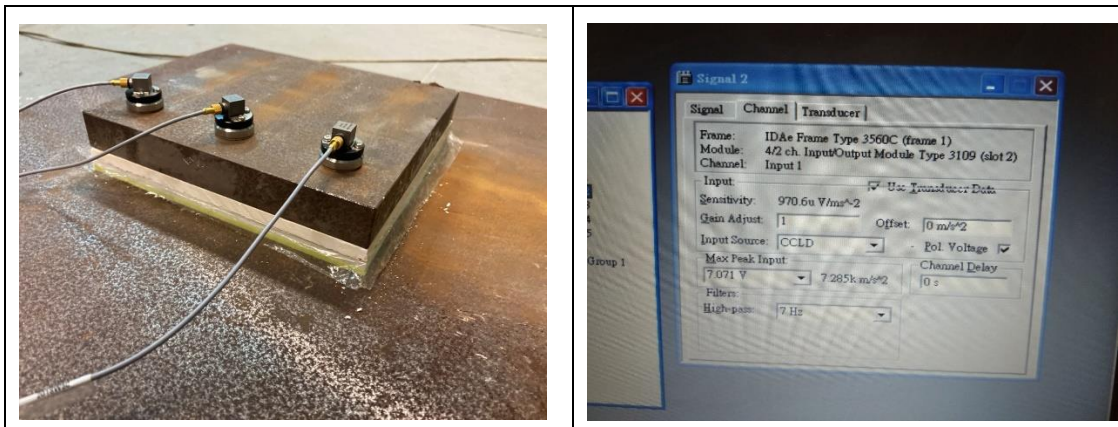 Signal 2
Signal Channel Transducer
Frame: IDAe Frame Type 3560C (frame 1)
Module: 4/2 ch. Input/Output Module Type 3109 (slot 2)
Channel: Input 1
Input: Use Transducer Data
Sensitivity: 970.6u V/ms^-2
Gain Adjust: 1 Offset: 0 m/s^2
Input Source: CCLD Pol. Voltage
Max Peak Input: Channel Delay
7.071 V 7.285k m/s^2 0 s
Filters:
High-pass: 7 Hz
Group 1